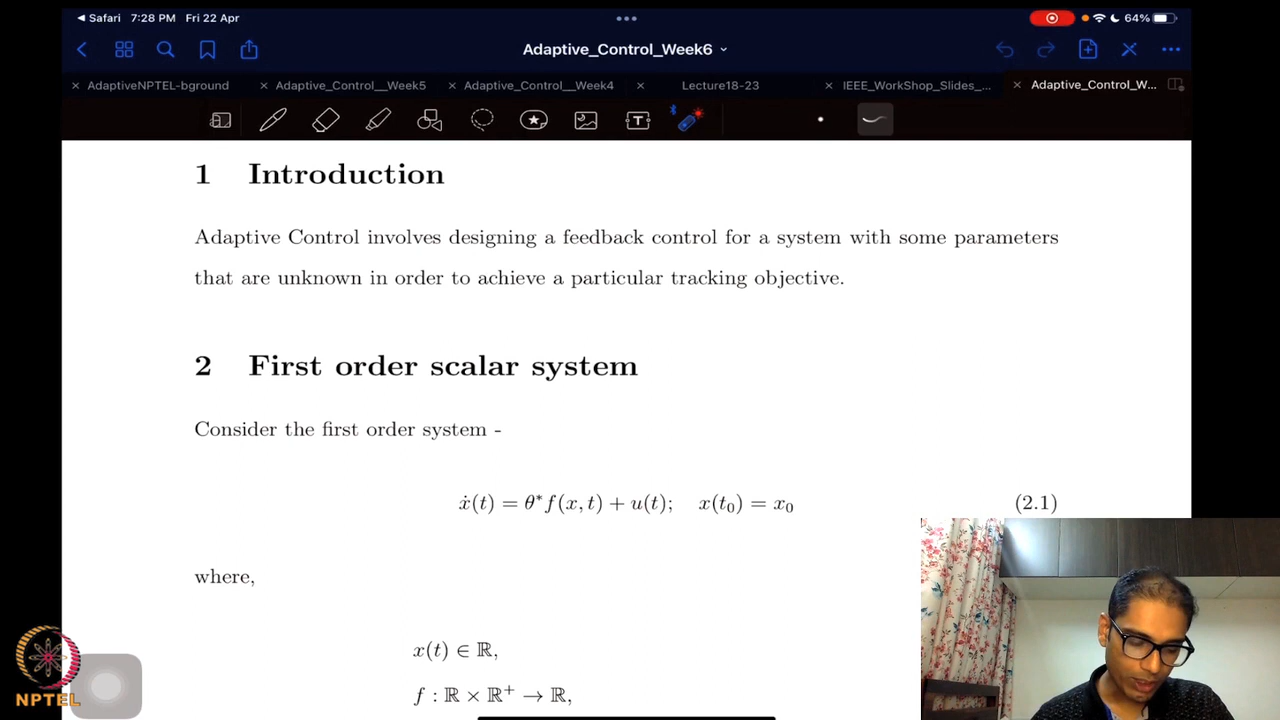 Safari 7:28 PM Fri 22 Apr
64%
Adaptive_Control_Week6
AdaptiveNPTEL-bground
Adaptive_Control__Week5
Adaptive_Control__Week4
Lecture18-23
IEEE_WorkShop_Slides_...
Adaptive_Control_W...
1 Introduction
Adaptive Control involves designing a feedback control for a system with some parameters
that are unknown in order to achieve a particular tracking objective.
2 First order scalar system
Consider the first order system -
ẋ(t) = θ*f(x, t) + u(t); x(t₀) = x₀ (2.1)
where,
x(t) ∈ ℝ,
f : ℝ × ℝ⁺ → ℝ,
NPTEL